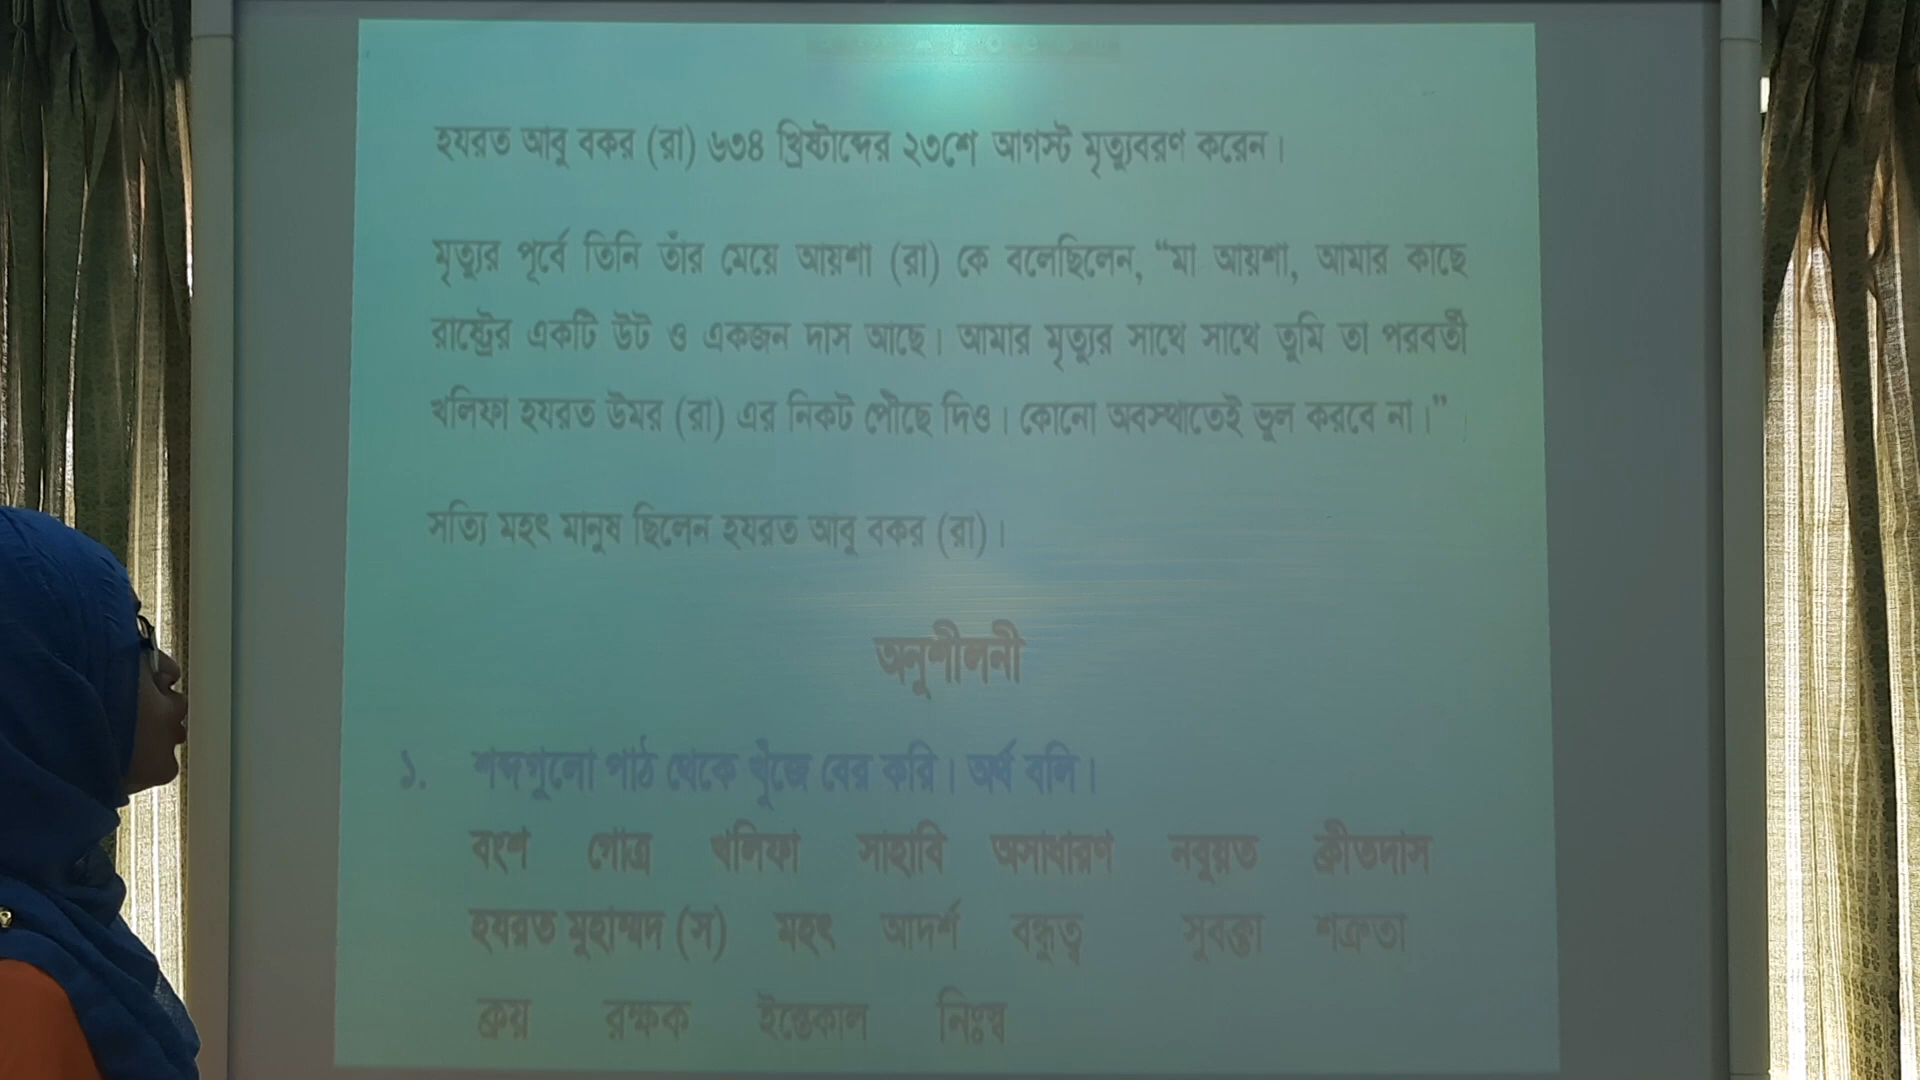 হযরত আবু বকর (রা) ৬৩৪ খ্রিষ্টাব্দের ২৩শে আগস্ট মৃত্যুবরণ করেন।
মৃত্যুর পূর্বে তিনি তাঁর মেয়ে আয়শা (রা) কে বলেছিলেন, “মা আয়শা, আমার কাছে
রাষ্ট্রের একটি উট ও একজন দাস আছে। আমার মৃত্যুর সাথে সাথে তুমি তা পরবর্তী
খলিফা হযরত উমর (রা) এর নিকট পৌঁছে দিও। কোনো অবস্থাতেই ভুল করবে না।”
সত্যি মহৎ মানুষ ছিলেন হযরত আবু বকর (রা)।
অনুশীলনী
১. শব্দগুলো পাঠ থেকে খুঁজে বের করি। অর্থ বলি।
বংশ গোত্র খলিফা সাহাবি অসাধারণ নবুয়ত ক্রীতদাস
হযরত মুহাম্মদ (স) মহৎ আদর্শ বন্ধুত্ব সুবক্তা শত্রুতা
ক্রয় রক্ষক ইন্তেকাল নিঃস্ব